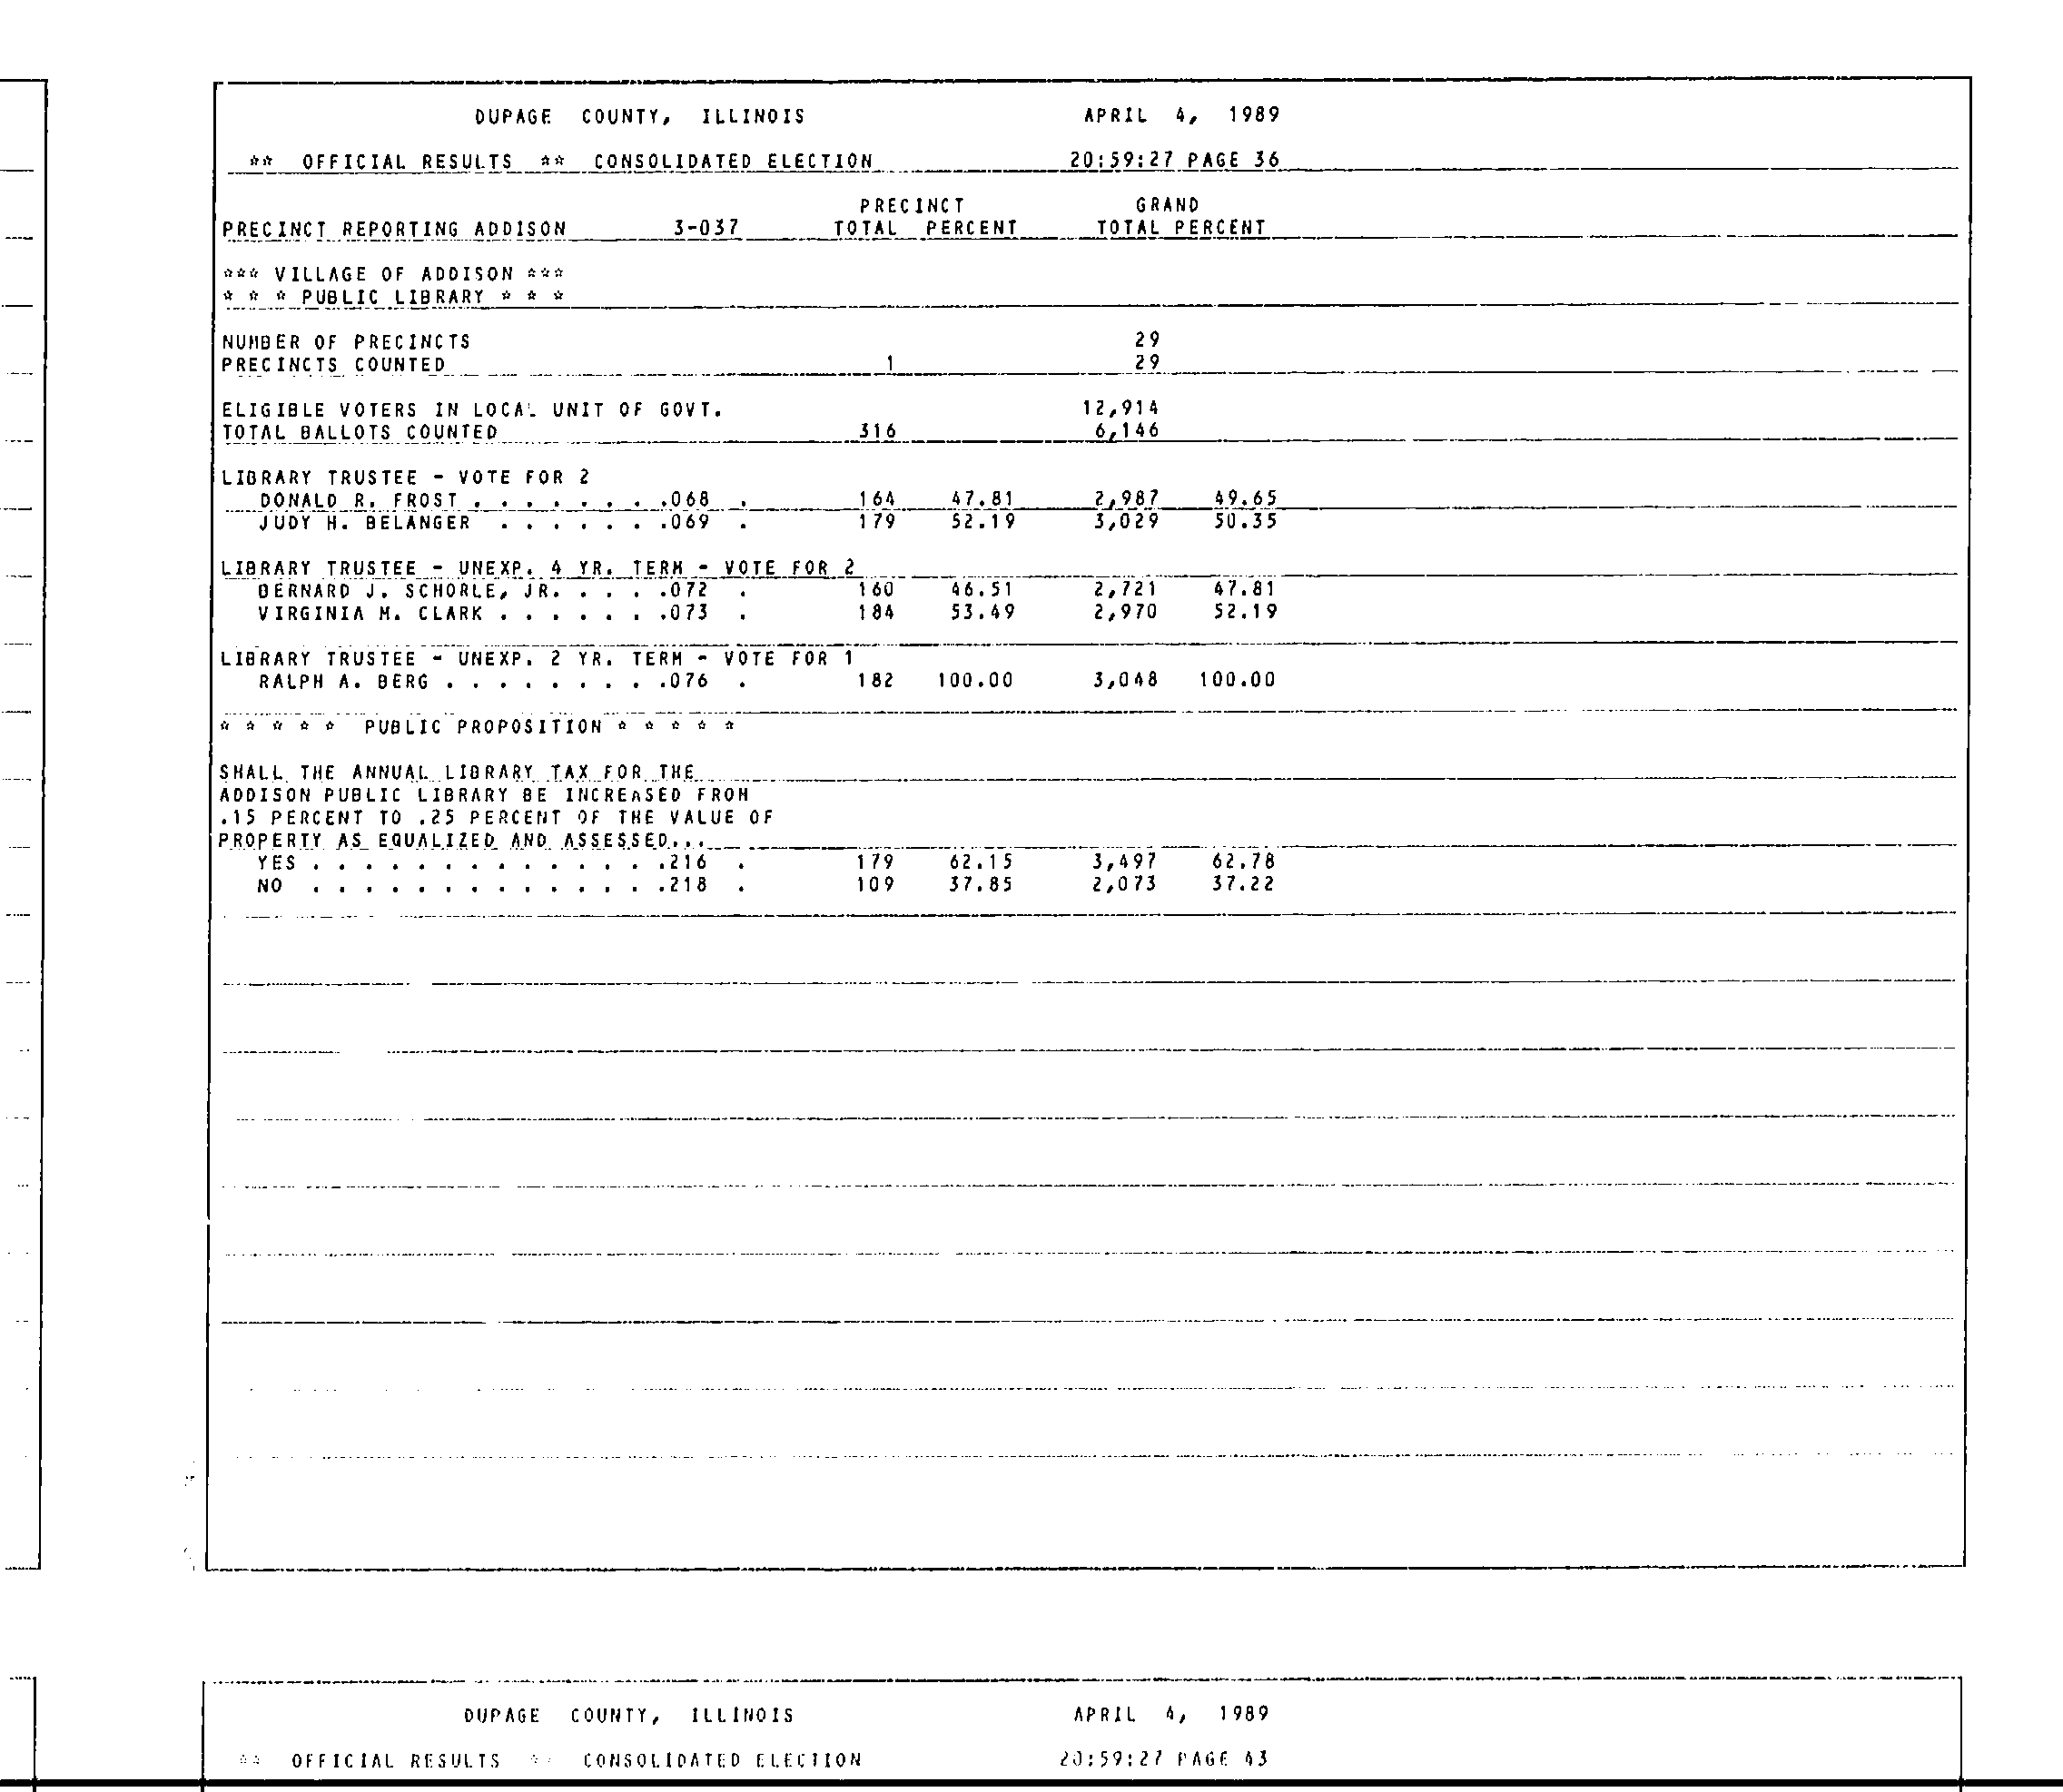 DUPAGE COUNTY, ILLINOIS APRIL 4, 1989
** OFFICIAL RESULTS ** CONSOLIDATED ELECTION 20:59:27 PAGE 36
PRECINCT GRAND
PRECINCT REPORTING ADDISON 3-037 TOTAL PERCENT TOTAL PERCENT
*** VILLAGE OF ADDISON ***
* * * PUBLIC LIBRARY * * *
NUMBER OF PRECINCTS 29
PRECINCTS COUNTED 1 29
ELIGIBLE VOTERS IN LOCAL UNIT OF GOVT. 12,914
TOTAL BALLOTS COUNTED 316 6,146
LIBRARY TRUSTEE - VOTE FOR 2
DONALD R. FROST . . . . . . . .068 . 164 47.81 2,987 49.65
JUDY H. BELANGER . . . . . . .069 . 179 52.19 3,029 50.35
LIBRARY TRUSTEE - UNEXP. 4 YR. TERM - VOTE FOR 2
BERNARD J. SCHORLE, JR. . . . .072 . 160 46.51 2,721 47.81
VIRGINIA M. CLARK . . . . . . .073 . 184 53.49 2,970 52.19
LIBRARY TRUSTEE - UNEXP. 2 YR. TERM - VOTE FOR 1
RALPH A. BERG . . . . . . . . .076 . 182 100.00 3,048 100.00
* * * * * PUBLIC PROPOSITION * * * * *
SHALL THE ANNUAL LIBRARY TAX FOR THE
ADDISON PUBLIC LIBRARY BE INCREASED FROM
.15 PERCENT TO .25 PERCENT OF THE VALUE OF
PROPERTY AS EQUALIZED AND ASSESSED...
YES . . . . . . . . . . . . . .216 . 179 62.15 3,497 62.78
NO . . . . . . . . . . . . . .218 . 109 37.85 2,073 37.22
DUPAGE COUNTY, ILLINOIS APRIL 4, 1989
** OFFICIAL RESULTS ** CONSOLIDATED ELECTION 20:59:27 PAGE 43